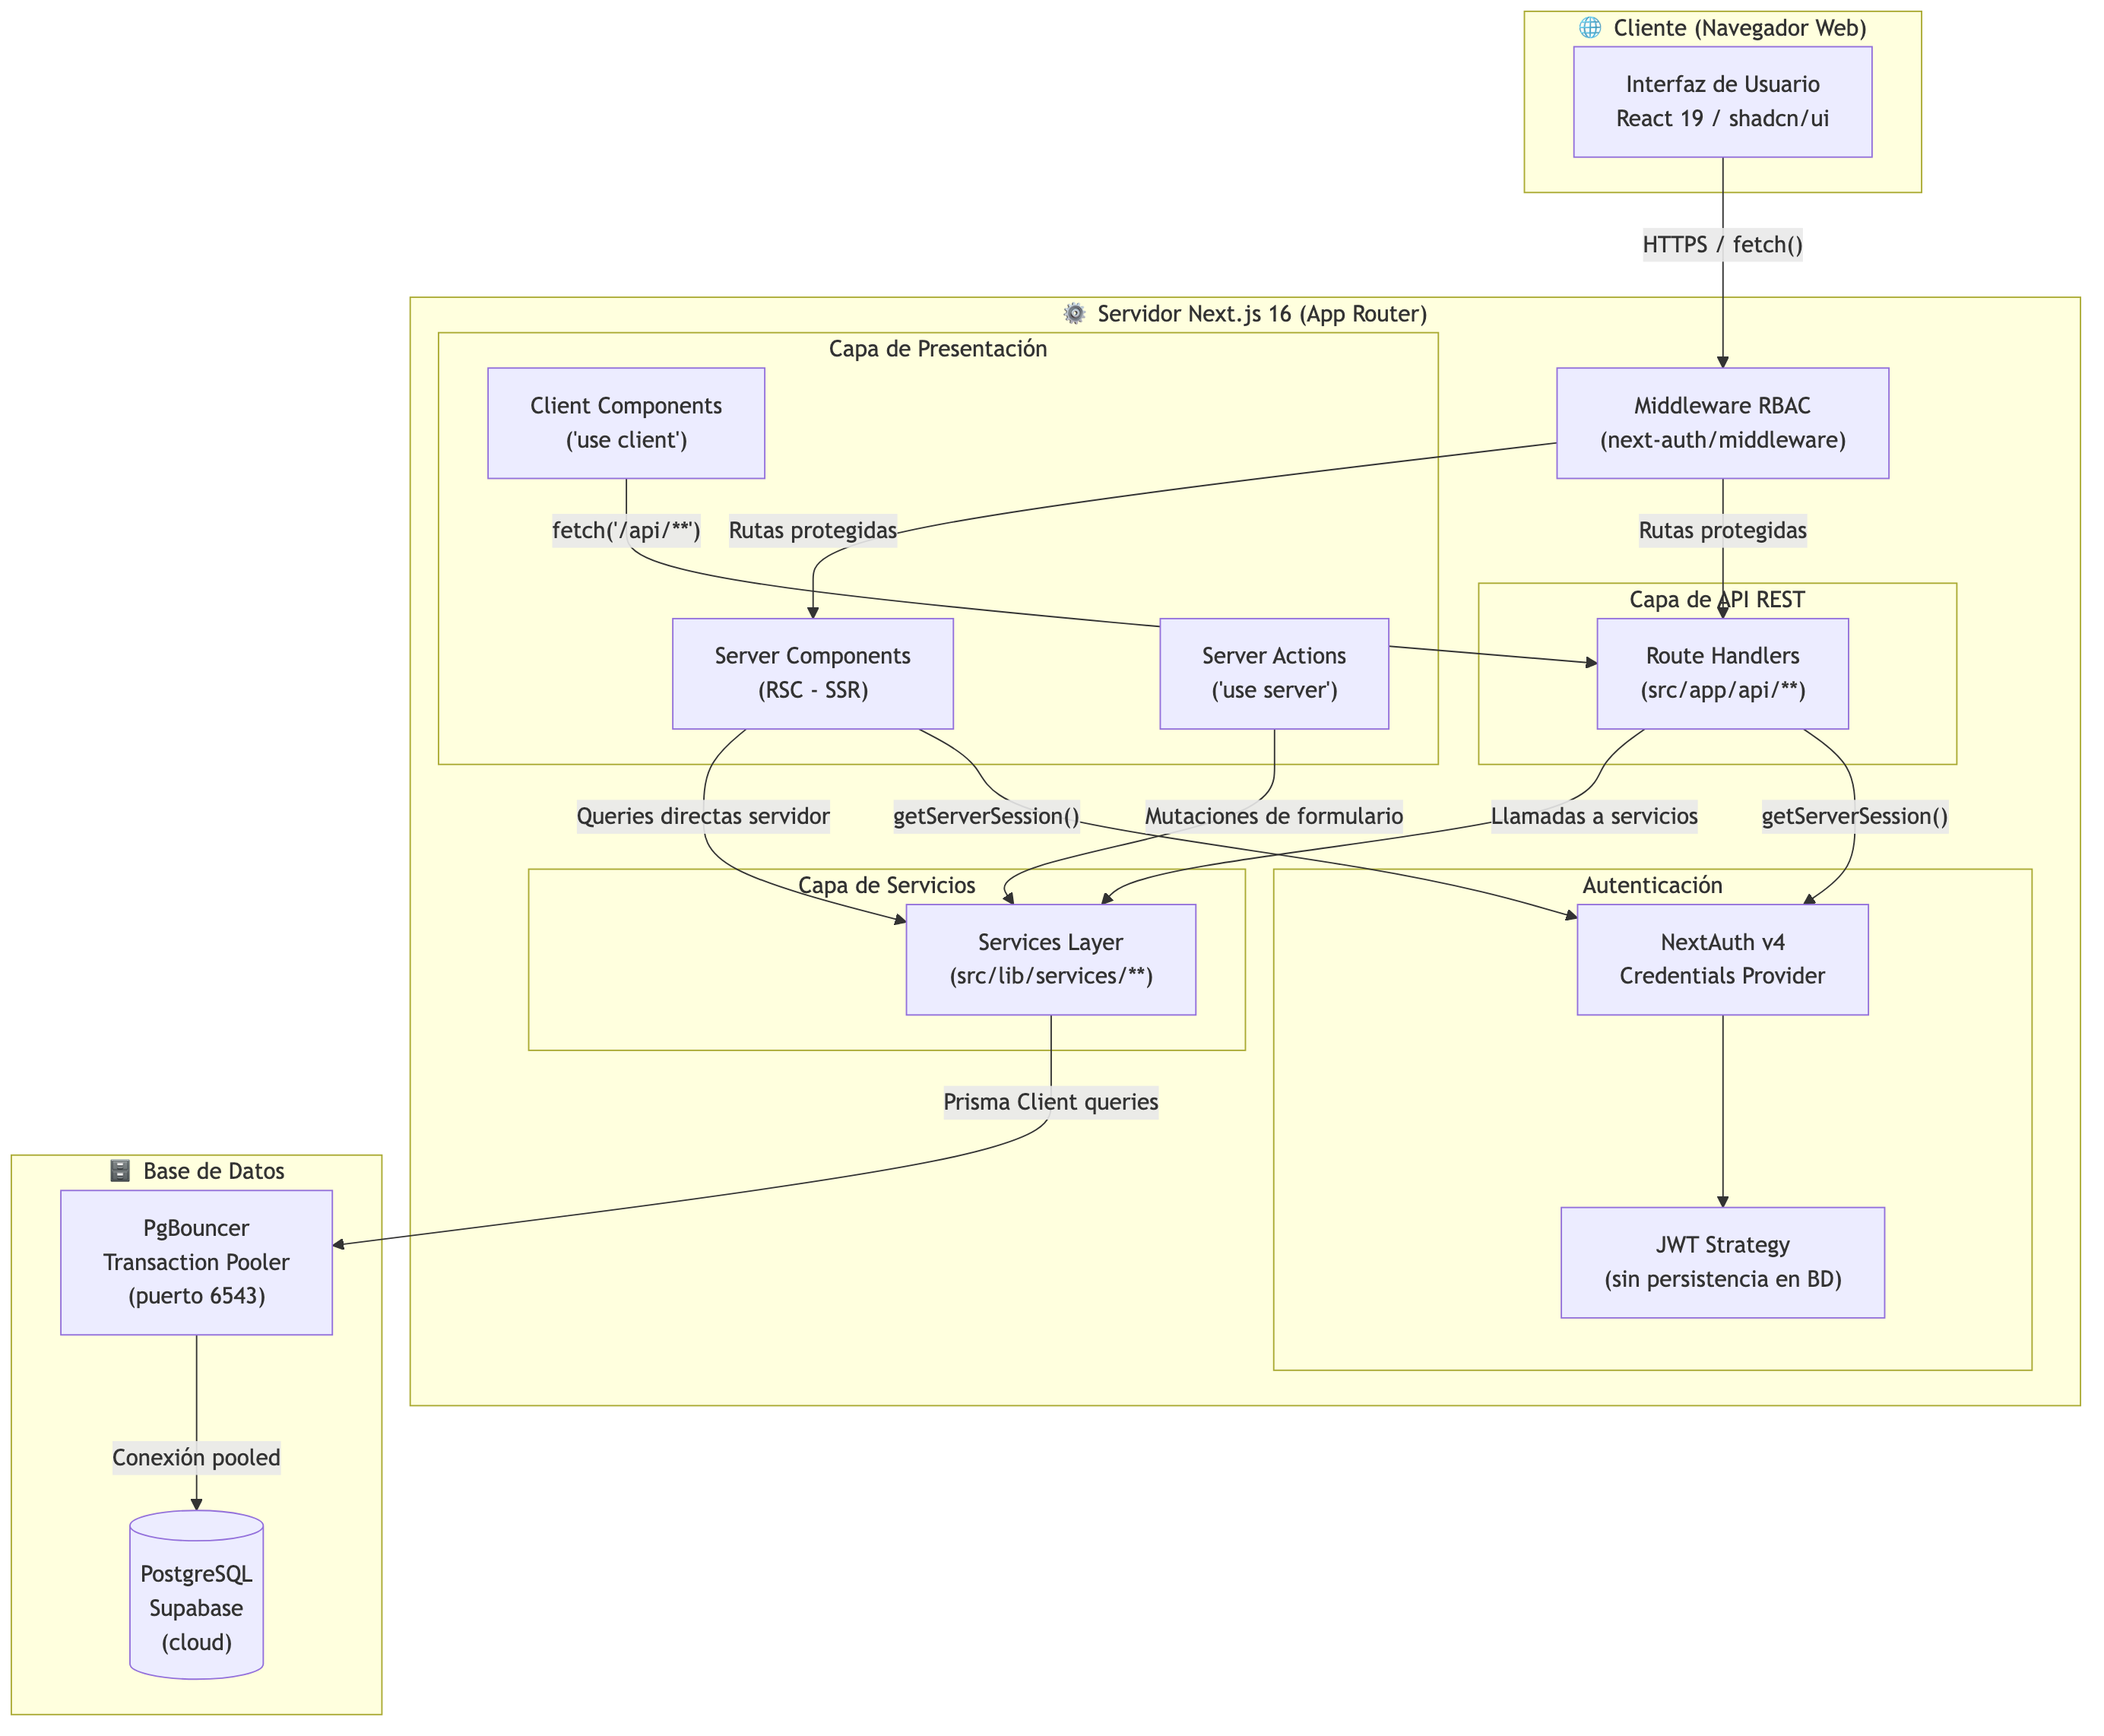 🌐 Cliente (Navegador Web)
Interfaz de Usuario
React 19 / shadcn/ui
HTTPS / fetch()
⚙️ Servidor Next.js 16 (App Router)
Capa de Presentación
Client Components
('use client')
Middleware RBAC
(next-auth/middleware)
fetch('/api/**')
Rutas protegidas
Rutas protegidas
Capa de API REST
Server Components
(RSC - SSR)
Server Actions
('use server')
Route Handlers
(src/app/api/**)
Queries directas servidor
getServerSession()
Mutaciones de formulario
Llamadas a servicios
getServerSession()
Capa de Servicios
Services Layer
(src/lib/services/**)
Autenticación
NextAuth v4
Credentials Provider
Prisma Client queries
JWT Strategy
(sin persistencia en BD)
🗄️ Base de Datos
PgBouncer
Transaction Pooler
(puerto 6543)
Conexión pooled
PostgreSQL
Supabase
(cloud)